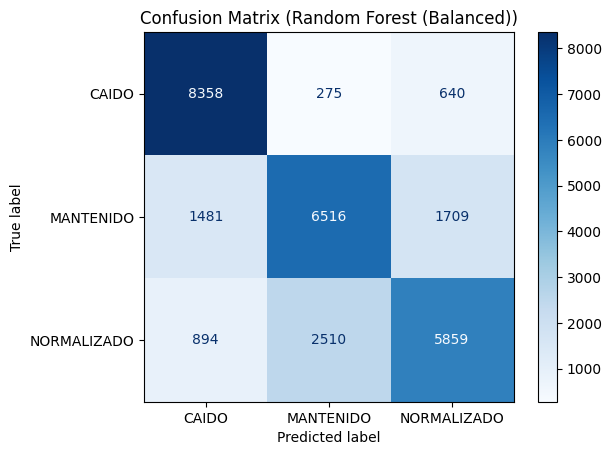 Confusion Matrix (Random Forest (Balanced))
True label
CAIDO 8358 275 640
MANTENIDO 1481 6516 1709
NORMALIZADO 894 2510 5859
CAIDO MANTENIDO NORMALIZADO
Predicted label
8000
7000
6000
5000
4000
3000
2000
1000